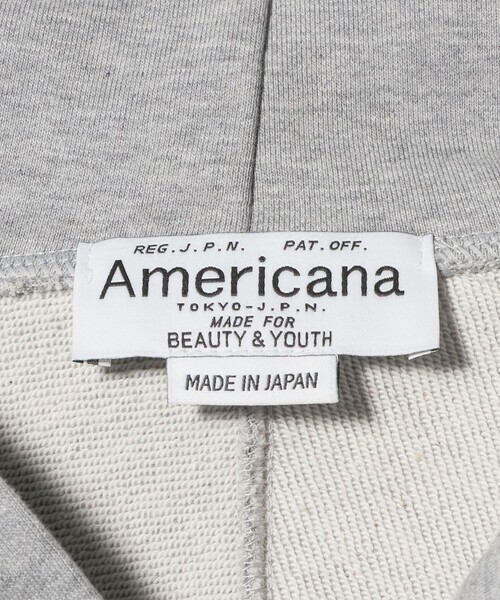 REG.J.P.N. PAT.OFF.
Americana
TOKYO-J.P.N.
MADE FOR
BEAUTY & YOUTH
MADE IN JAPAN